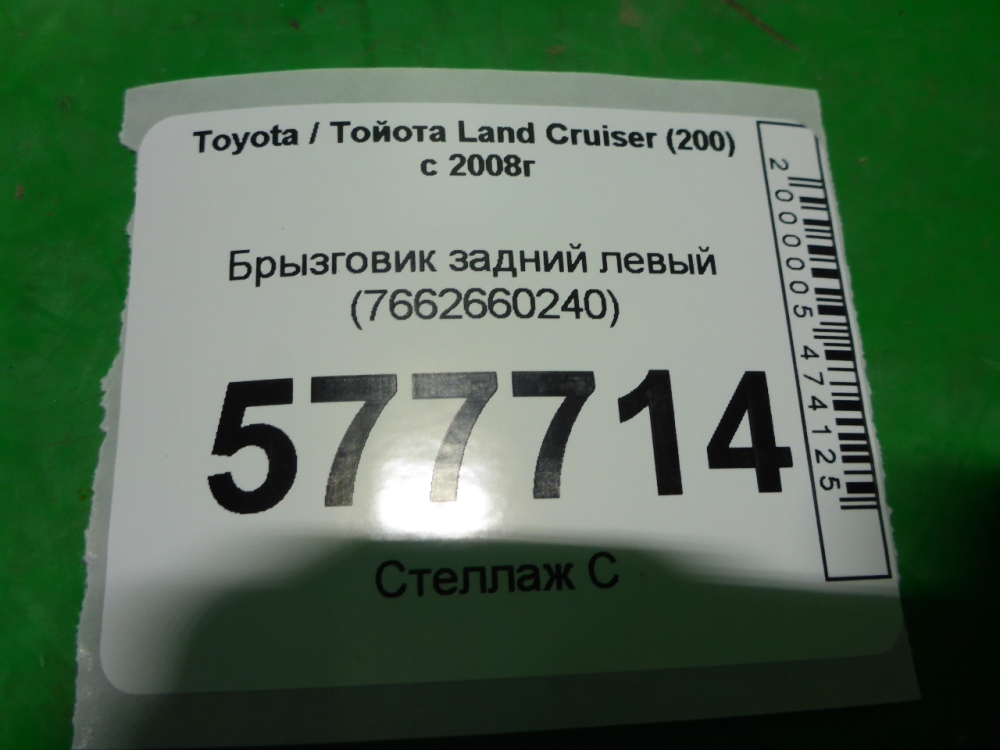 Toyota / Тойота Land Cruiser (200)
с 2008г
Брызговик задний левый
(7662660240)
577714
Стеллаж С
2000005474125